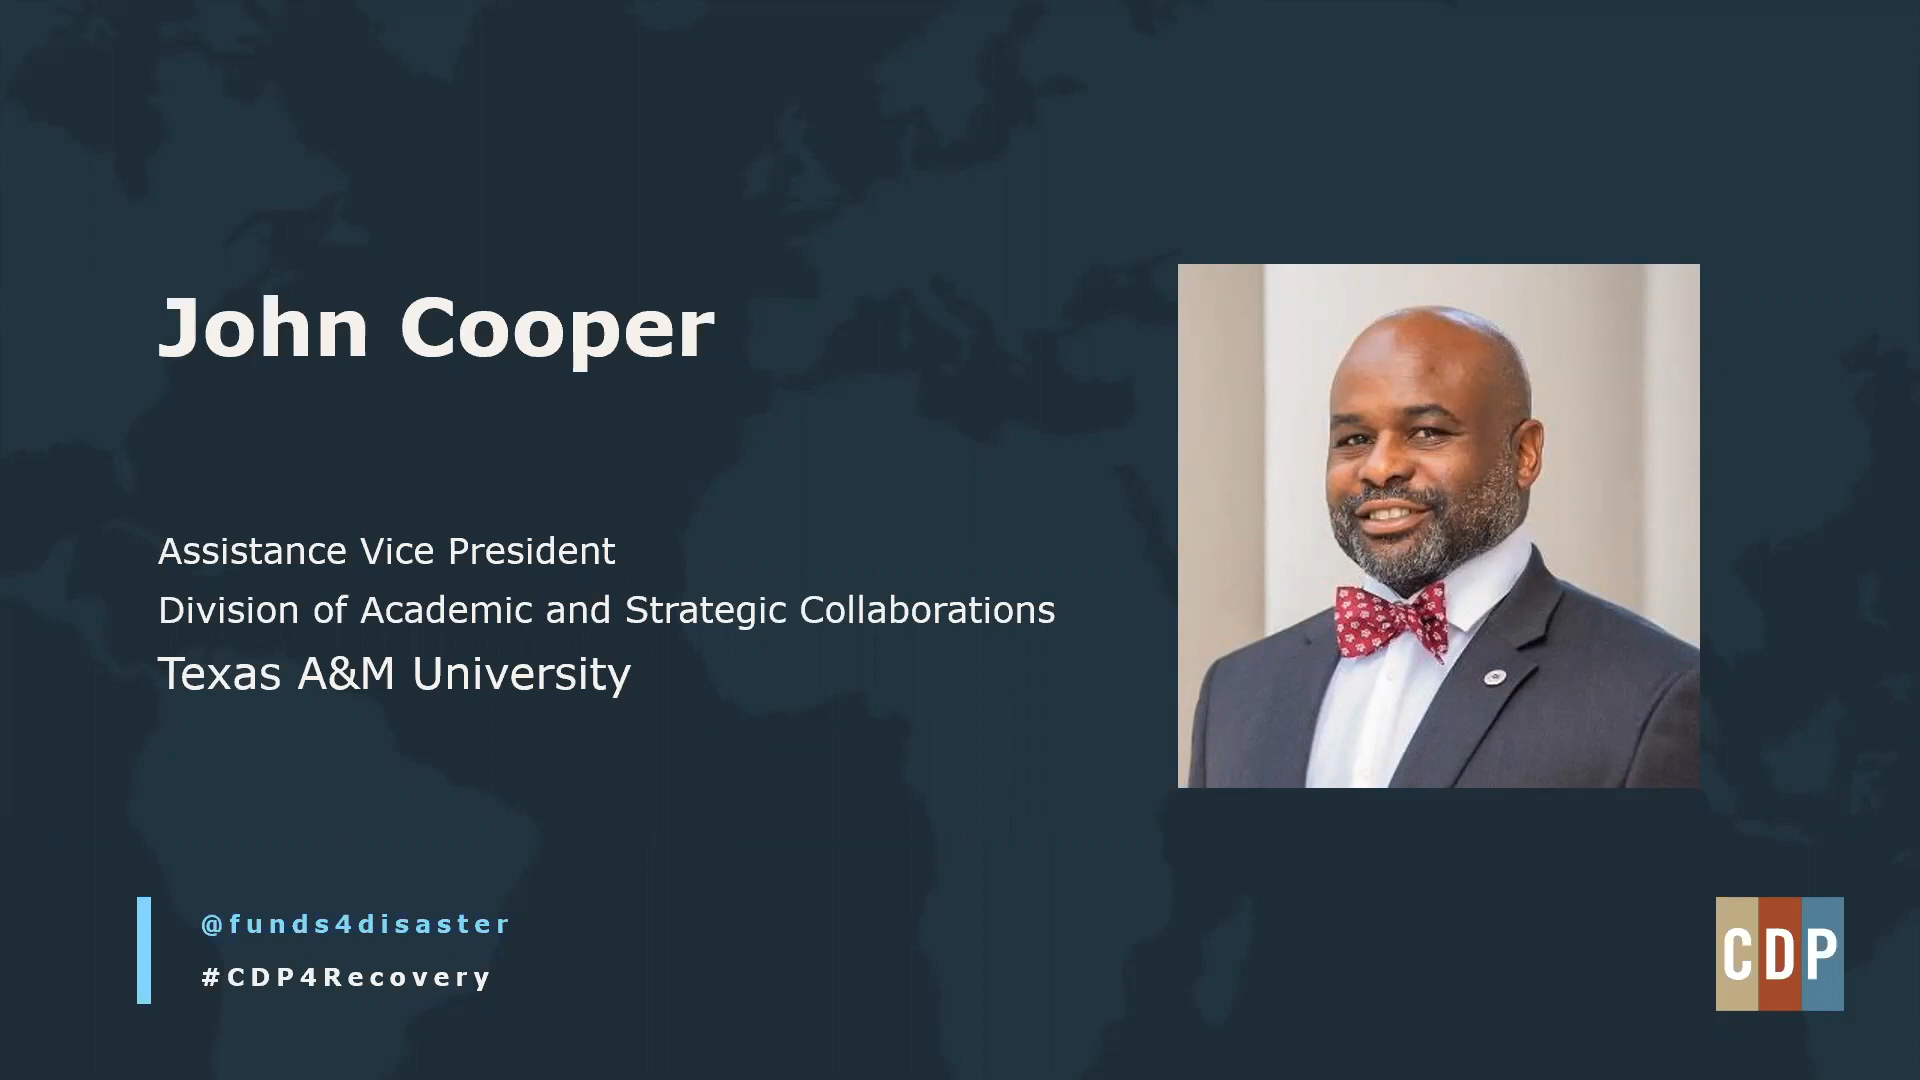 John Cooper
Assistance Vice President
Division of Academic and Strategic Collaborations
Texas A&M University
@funds4disaster
#CDP4Recovery
CDP